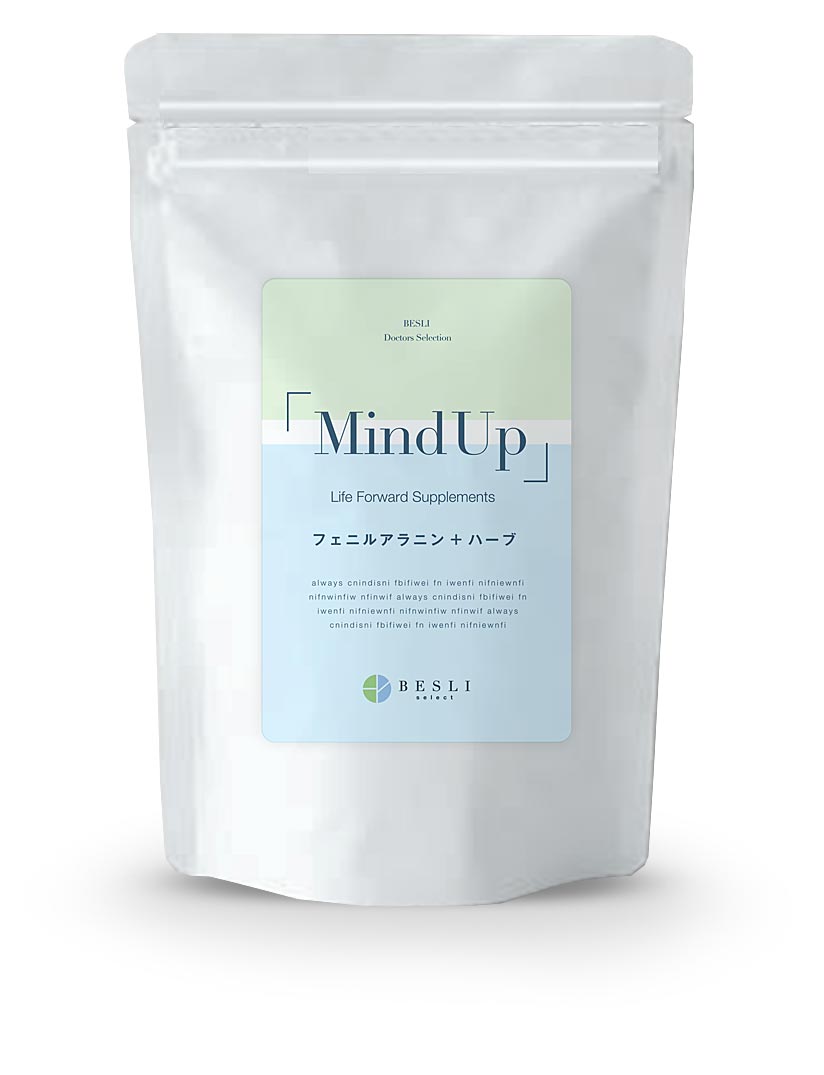 BESLI
Doctors Selection
「Mind Up」
Life Forward Supplements
フェニルアラニン + ハーブ
always cnindisni fbifiwei fn iwenfi nifniewnfi
nifnwinfiw nfinwif always cnindisni fbifiwei fn
iwenfi nifniewnfi nifnwinfiw nfinwif always
cnindisni fbifiwei fn iwenfi nifniewnfi
BESLI
select